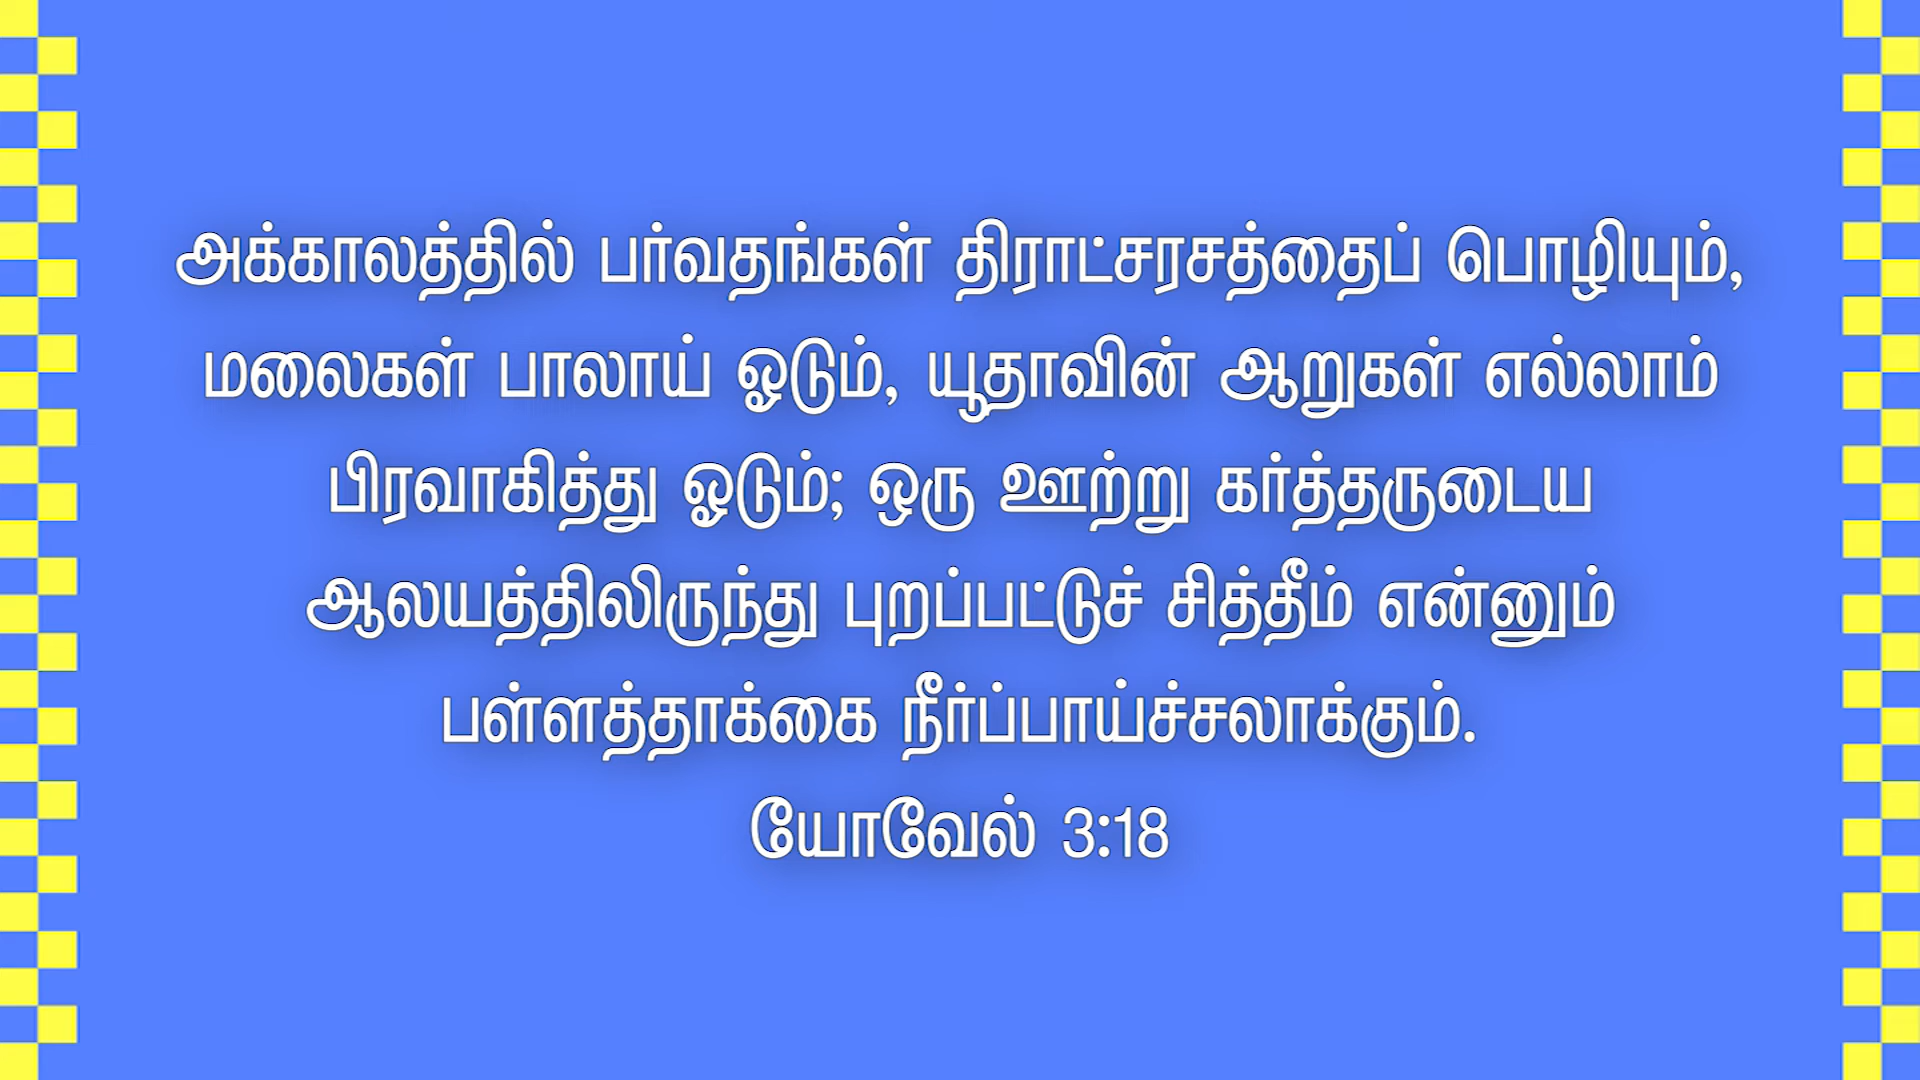 அக்காலத்தில் பர்வதங்கள் திராட்சரசத்தைப் பொழியும்,
மலைகள் பாலாய் ஓடும், யூதாவின் ஆறுகள் எல்லாம்
பிரவாகித்து ஓடும்; ஒரு ஊற்று கர்த்தருடைய
ஆலயத்திலிருந்து புறப்பட்டுச் சித்தீம் என்னும்
பள்ளத்தாக்கை நீர்ப்பாய்ச்சலாக்கும்.
யோவேல் 3:18